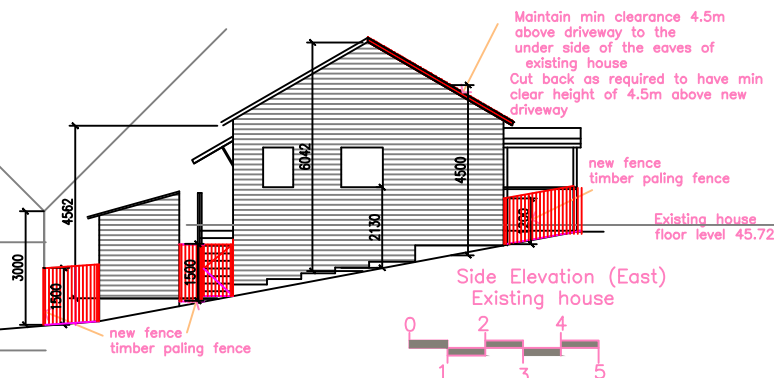 Maintain min clearance 4.5m
above driveway to the
under side of the eaves of
existing house
Cut back as required to have min
clear height of 4.5m above new
driveway
6042
4500
4562
2130
3000
1500
1500
new fence
timber paling fence
Existing house
floor level 45.72
Side Elevation (East)
Existing house
new fence
timber paling fence
0 2 4
1 3 5